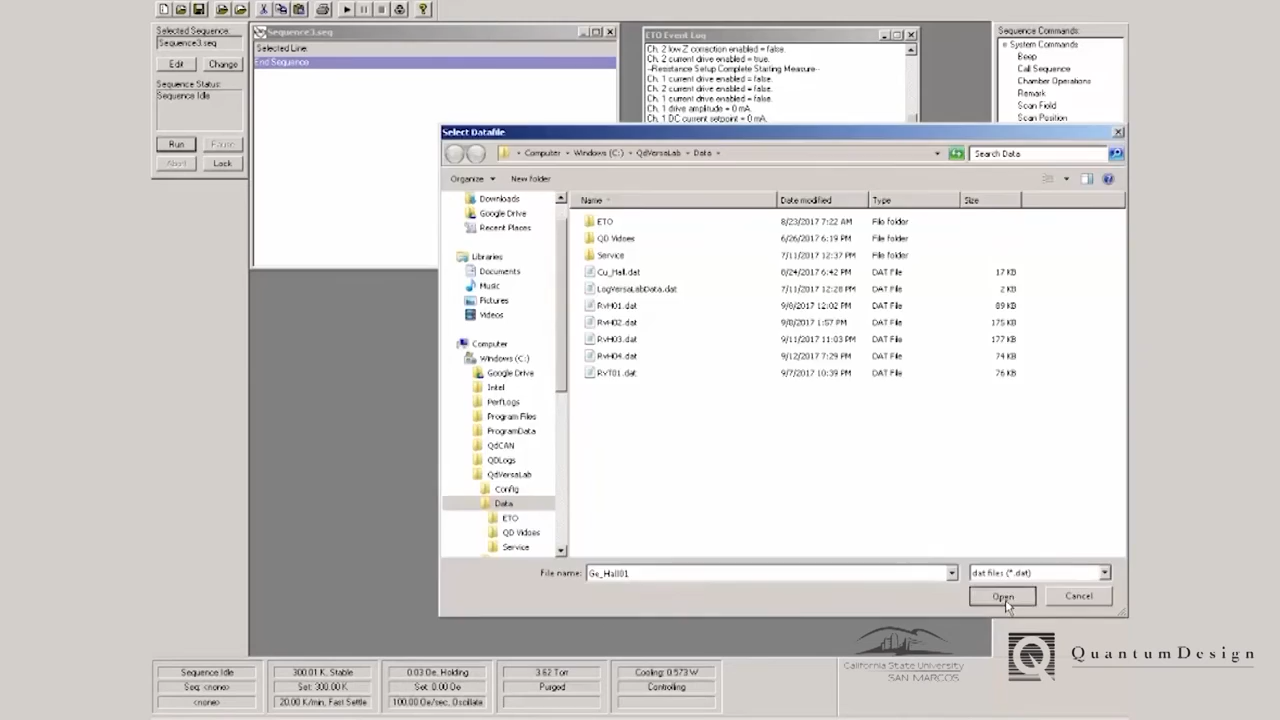 Selected Sequence:
Sequence3.seq
Edit
Change
Sequence Status:
Sequence Idle
Run
Pause
Abort
Lock
Sequence3.seq
Selected Line:
End Sequence
ETO Event Log
Ch. 2 low Z correction enabled = false.
Ch. 2 current drive enabled = true.
--Resistance Setup Complete Starting Measure--
Ch. 1 current drive enabled = false.
Ch. 2 current drive enabled = false.
Ch. 1 current drive enabled = false.
Ch. 1 drive amplitude = 0 mA.
Ch. 1 DC current setpoint = 0 mA.
Sequence Commands:
System Commands
Beep
Call Sequence
Chamber Operations
Remark
Scan Field
Scan Position
Select Datafile
Computer
Windows (C:)
QdVersaLab
Data
Search Data
Organize
New folder
Downloads
Google Drive
Recent Places
Libraries
Documents
Music
Pictures
Videos
Computer
Windows (C:)
Google Drive
Intel
PerfLogs
Program Files
ProgramData
QdCAN
QDLogs
QdVersaLab
Config
Data
ETO
QD Vidoes
Service
Name Date modified Type Size
ETO 8/23/2017 7:22 AM File folder
QD Vidoes 6/26/2017 6:19 PM File folder
Service 7/11/2017 12:37 PM File folder
Cu_Hall.dat 8/24/2017 6:42 PM DAT File 17 KB
LogVersaLabData.dat 7/11/2017 12:28 PM DAT File 2 KB
RvH01.dat 9/8/2017 12:02 PM DAT File 89 KB
RvH02.dat 9/8/2017 1:57 PM DAT File 175 KB
RvH03.dat 9/11/2017 11:03 PM DAT File 177 KB
RvH04.dat 9/12/2017 7:29 PM DAT File 74 KB
RvT01.dat 9/7/2017 10:39 PM DAT File 76 KB
File name:
Ge_Hall01
dat files (*.dat)
Open
Cancel
California State University
SAN MARCOS
QuantumDesign
Sequence Idle
Seq: <none>
<none>
300.01 K, Stable
Set: 300.00 K
20.00 K/min, Fast Settle
0.03 Oe, Holding
Set: 0.00 Oe
100.00 Oe/sec, Oscillate
3.62 Torr
Purged
Cooling: 0.573 W
Controlling